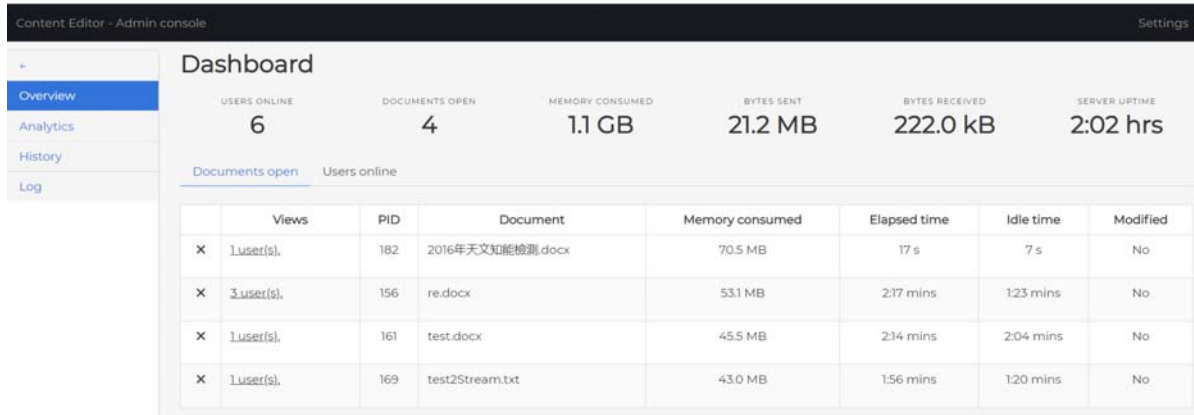 Content Editor - Admin console Settings
←
Overview
Analytics
History
Log
Dashboard
USERS ONLINE DOCUMENTS OPEN MEMORY CONSUMED BYTES SENT BYTES RECEIVED SERVER UPTIME
6 4 1.1 GB 21.2 MB 222.0 kB 2:02 hrs
Documents open Users online
Views PID Document Memory consumed Elapsed time Idle time Modified
✕ 1 user(s). 182 2016年天文知能檢測.docx 70.5 MB 17 s 7 s No
✕ 3 user(s). 156 re.docx 53.1 MB 2:17 mins 1:23 mins No
✕ 1 user(s). 161 test.docx 45.5 MB 2:14 mins 2:04 mins No
✕ 1 user(s). 169 test2Stream.txt 43.0 MB 1:56 mins 1:20 mins No